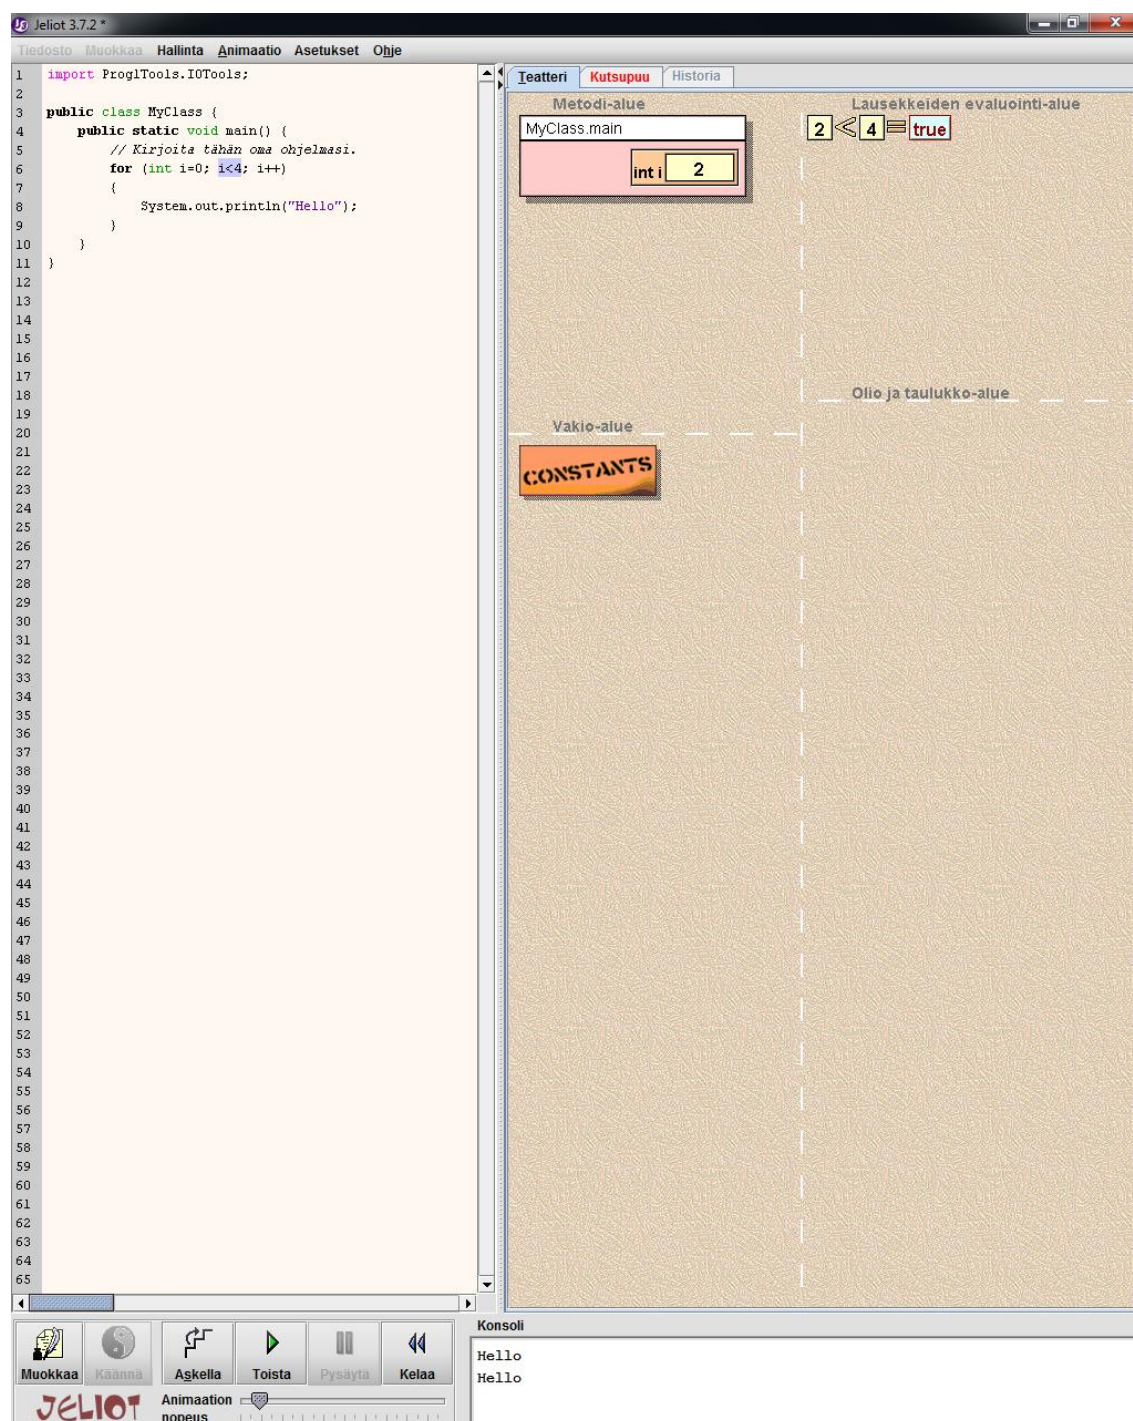 Jeliot 3.7.2 *
Tiedosto Muokkaa Hallinta Animaatio Asetukset Ohje
1 import Prog1Tools.IOTools;
2
3 public class MyClass {
4 public static void main() {
5 // Kirjoita tähän oma ohjelmasi.
6 for (int i=0; i<4; i++)
7 {
8 System.out.println("Hello");
9 }
10 }
11 }
12
13
14
15
16
17
18
19
20
21
22
23
24
25
26
27
28
29
30
31
32
33
34
35
36
37
38
39
40
41
42
43
44
45
46
47
48
49
50
51
52
53
54
55
56
57
58
59
60
61
62
63
64
65
Teatteri Kutsupuu Historia
Metodi-alue
MyClass.main
int i 2
Lausekkeiden evaluointi-alue
2 < 4 = true
Olio ja taulukko-alue
Vakio-alue
CONSTANTS
Muokkaa Käännä Askella Toista Pysäytä Kelaa
JELIOT
Animaation
nopeus
Konsoli
Hello
Hello